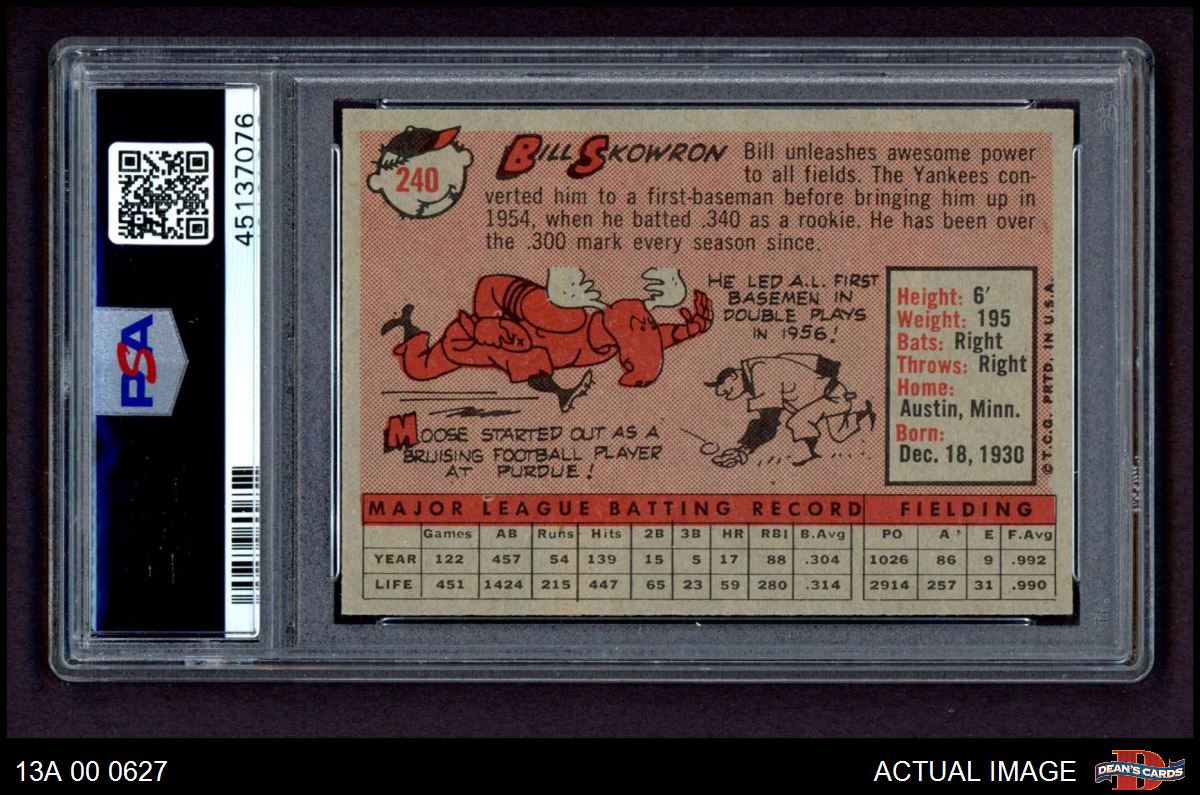 45137076
PSA
240
BILL SKOWRON
Bill unleashes awesome power
to all fields. The Yankees con-
verted him to a first-baseman before bringing him up in
1954, when he batted .340 as a rookie. He has been over
the .300 mark every season since.
HE LED A.L. FIRST
BASEMEN IN
DOUBLE PLAYS
IN 1956!
MOOSE STARTED OUT AS A
BRUISING FOOTBALL PLAYER
AT PURDUE!
Height: 6'
Weight: 195
Bats: Right
Throws: Right
Home:
Austin, Minn.
Born:
Dec. 18, 1930
© T.C.G. PRTD. IN U.S.A.
MAJOR LEAGUE BATTING RECORD FIELDING
Games AB Runs Hits 2B 3B HR RBI B.Avg PO A E F.Avg
YEAR 122 457 54 139 15 5 17 88 .304 1026 86 9 .992
LIFE 451 1424 215 447 65 23 59 280 .314 2914 257 31 .990
13A 00 0627
ACTUAL IMAGE
D
DEAN'S CARDS